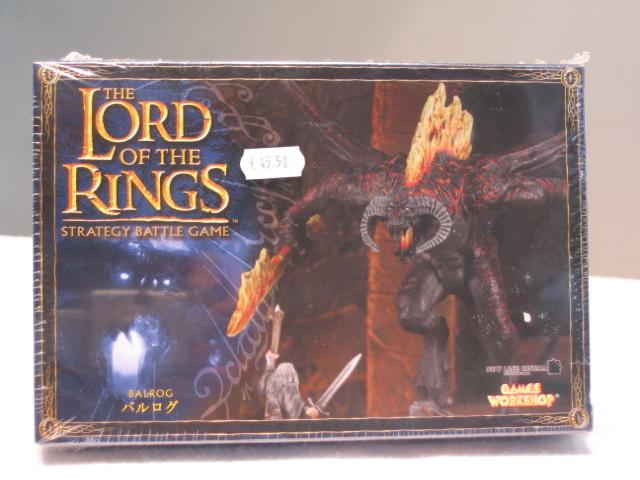 THE
LORD
OF THE
RINGS™
STRATEGY BATTLE GAME
€ 45.50
BALROG
バルログ
NEW LINE CINEMA
GAMES
WORKSHOP